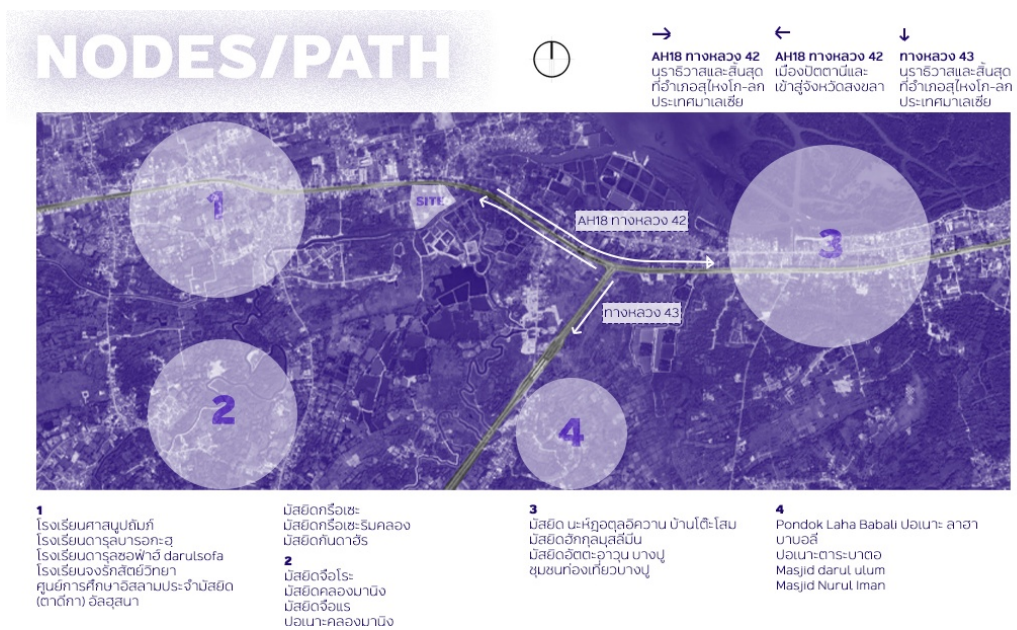 NODES/PATH
AH18 ทางหลวง 42
นราธิวาสและสิ้นสุด
ที่อำเภอสุไหงโก-ลก
ประเทศมาเลเซีย
AH18 ทางหลวง 42
เมืองปัตตานีและ
เข้าสู่จังหวัดสงขลา
ทางหลวง 43
นราธิวาสและสิ้นสุด
ที่อำเภอสุไหงโก-ลก
ประเทศมาเลเซีย
1
SITE
AH18 ทางหลวง 42
3
ทางหลวง 43
2
4
1
โรงเรียนศาสนูปถัมภ์
โรงเรียนดารุลบารอกะฮฺ
โรงเรียนดารุลซอฟาฮ์ darulsofa
โรงเรียนจงรักสัตย์วิทยา
ศูนย์การศึกษาอิสลามประจำมัสยิด
(ตาดีกา) อัลฮุสนา
มัสยิดกรือเซะ
มัสยิดกรือเซะริมคลอง
มัสยิดกันดาฮัร
2
มัสยิดจือโระ
มัสยิดคลองมานิง
มัสยิดจือแร
ปอเนาะคลองมานิง
3
มัสยิด นะห์ฎอตุลอิควาน บ้านโต๊ะโสม
มัสยิดฮักกุลมุสลีมีน
มัสยิดอัตตะอาวุน บางปู
ชุมชนท่องเที่ยวบางปู
4
Pondok Laha Babali ปอเนาะ ลาฮา
บาบอลี
ปอเนาะตาระบาตอ
Masjid darul ulum
Masjid Nurul Iman